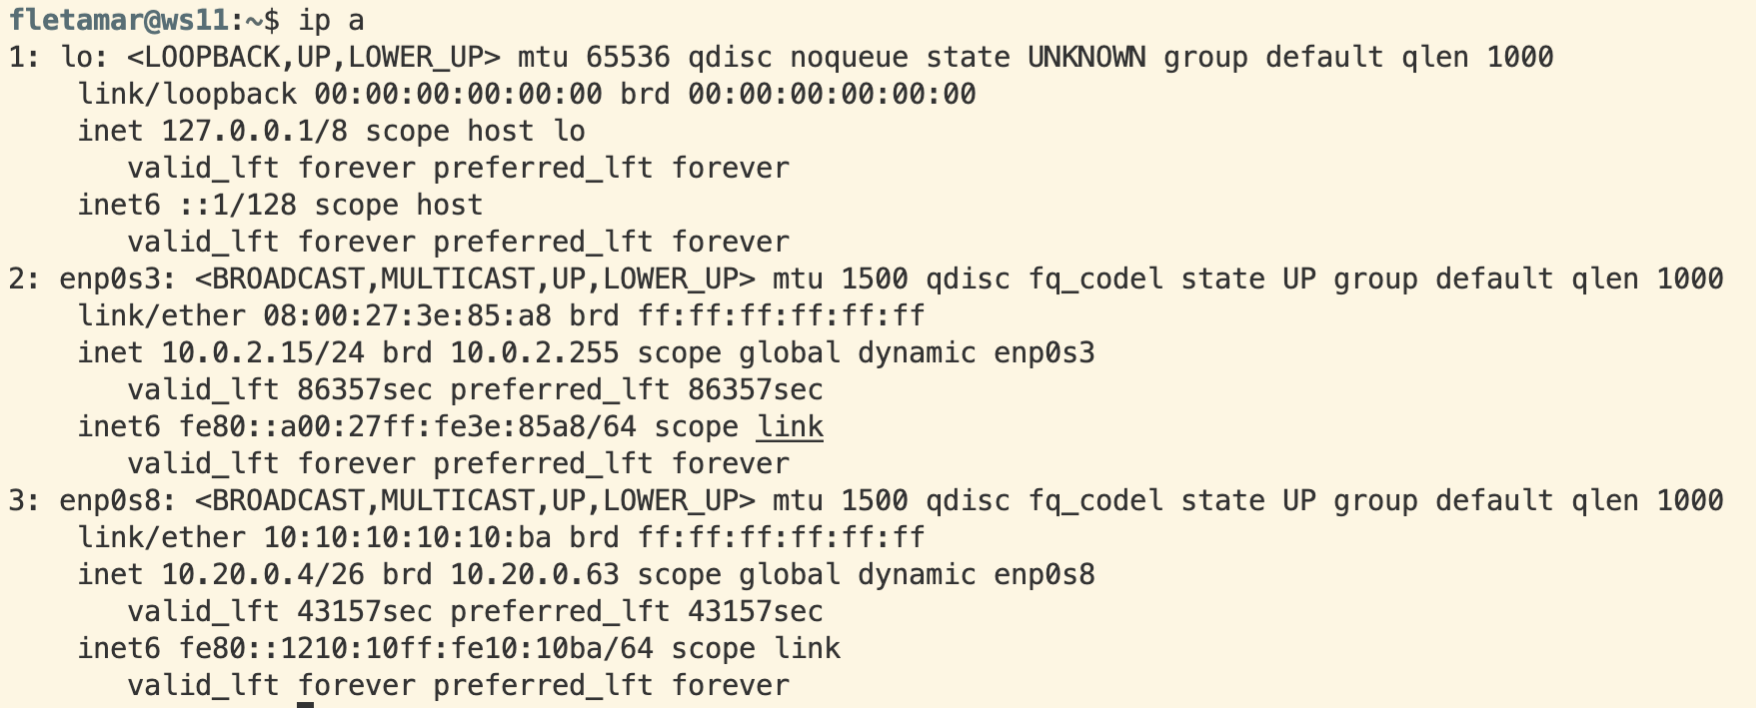 fletamar@ws11:~$ ip a
1: lo: <LOOPBACK,UP,LOWER_UP> mtu 65536 qdisc noqueue state UNKNOWN group default qlen 1000
link/loopback 00:00:00:00:00:00 brd 00:00:00:00:00:00
inet 127.0.0.1/8 scope host lo
valid_lft forever preferred_lft forever
inet6 ::1/128 scope host
valid_lft forever preferred_lft forever
2: enp0s3: <BROADCAST,MULTICAST,UP,LOWER_UP> mtu 1500 qdisc fq_codel state UP group default qlen 1000
link/ether 08:00:27:3e:85:a8 brd ff:ff:ff:ff:ff:ff
inet 10.0.2.15/24 brd 10.0.2.255 scope global dynamic enp0s3
valid_lft 86357sec preferred_lft 86357sec
inet6 fe80::a00:27ff:fe3e:85a8/64 scope link
valid_lft forever preferred_lft forever
3: enp0s8: <BROADCAST,MULTICAST,UP,LOWER_UP> mtu 1500 qdisc fq_codel state UP group default qlen 1000
link/ether 10:10:10:10:10:ba brd ff:ff:ff:ff:ff:ff
inet 10.20.0.4/26 brd 10.20.0.63 scope global dynamic enp0s8
valid_lft 43157sec preferred_lft 43157sec
inet6 fe80::1210:10ff:fe10:10ba/64 scope link
valid_lft forever preferred_lft forever